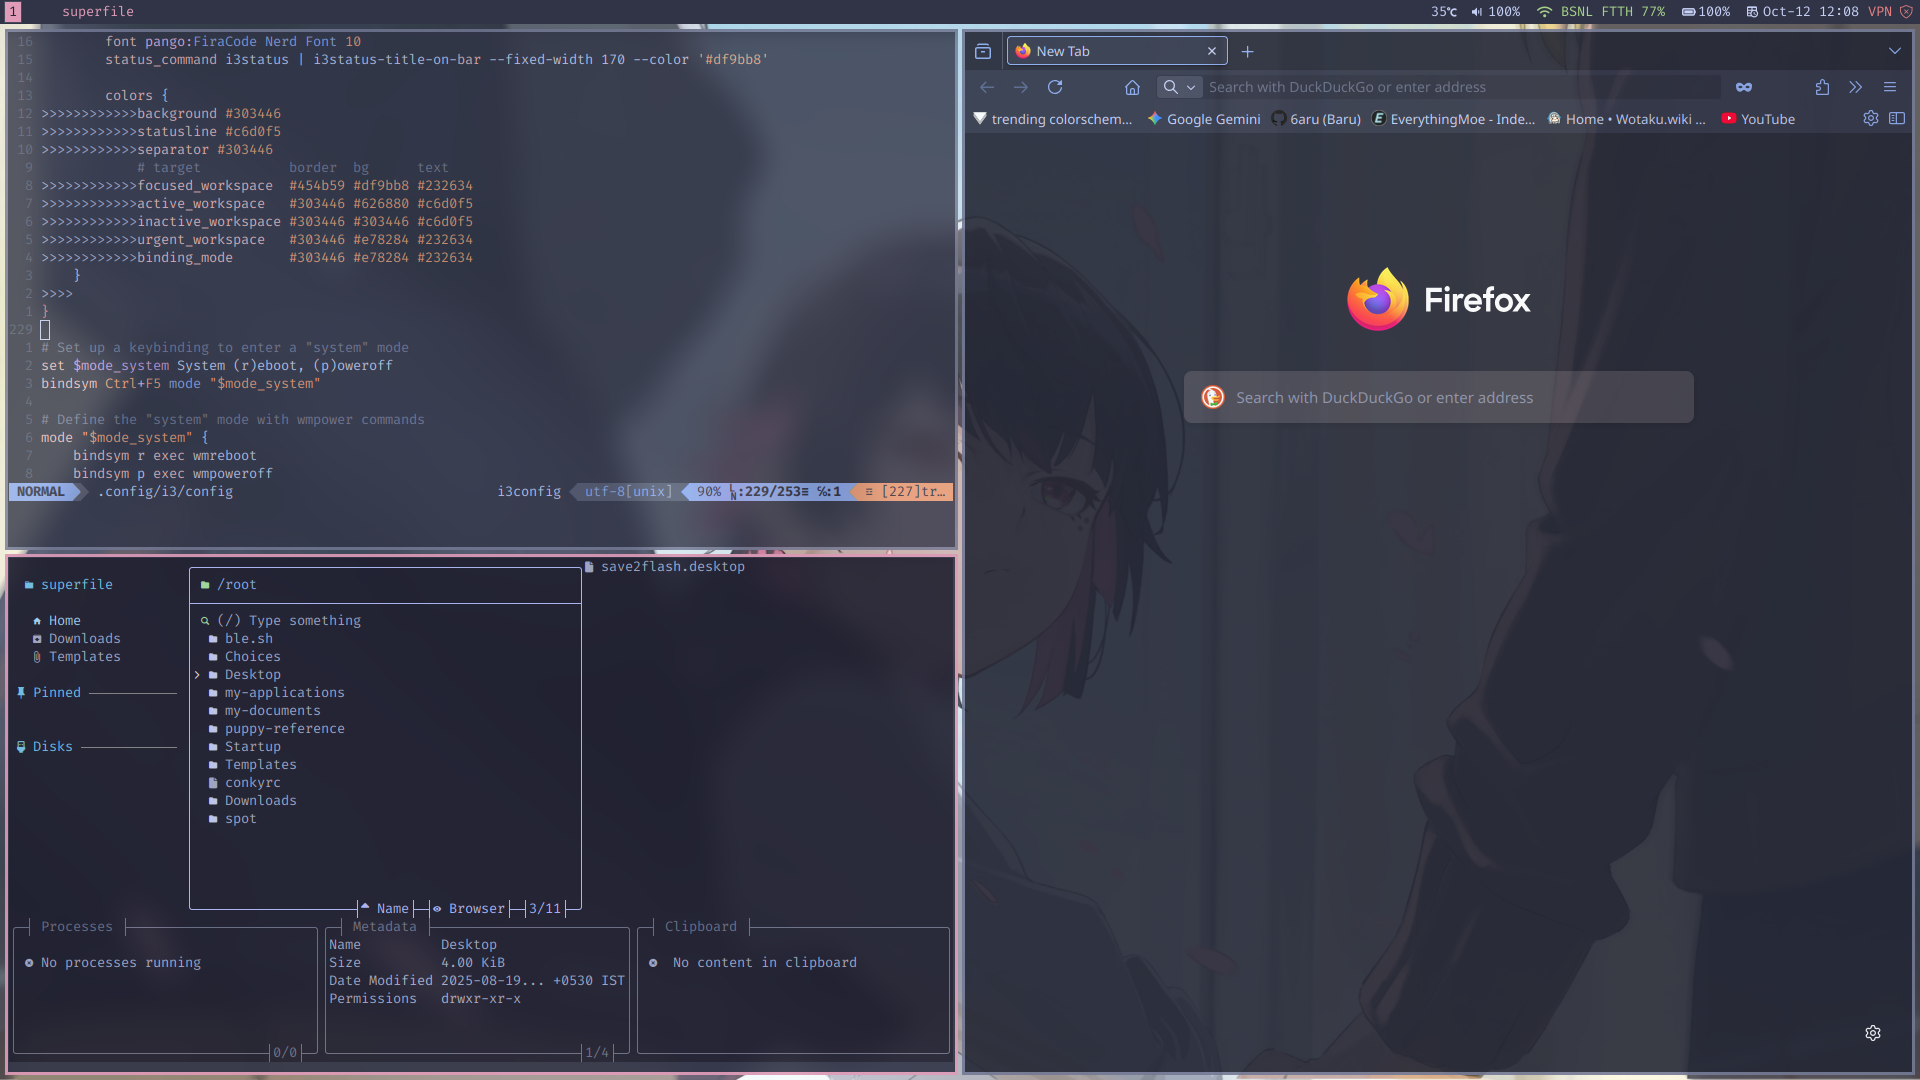 1 superfile 35℃ 100% BSNL FTTH 77% 100% Oct-12 12:08 VPN
16 font pango:FiraCode Nerd Font 10
15 status_command i3status | i3status-title-on-bar --fixed-width 170 --color '#df9bb8'
14
13 colors {
12 >>>>>>>>>>>>background #303446
11 >>>>>>>>>>>>statusline #c6d0f5
10 >>>>>>>>>>>>separator #303446
9 # target border bg text
8 >>>>>>>>>>>>focused_workspace #454b59 #df9bb8 #232634
7 >>>>>>>>>>>>active_workspace #303446 #626880 #c6d0f5
6 >>>>>>>>>>>>inactive_workspace #303446 #303446 #c6d0f5
5 >>>>>>>>>>>>urgent_workspace #303446 #e78284 #232634
4 >>>>>>>>>>>>binding_mode #303446 #e78284 #232634
3 }
2 >>>>
1 }
229
1 # Set up a keybinding to enter a "system" mode
2 set $mode_system System (r)eboot, (p)oweroff
3 bindsym Ctrl+F5 mode "$mode_system"
4
5 # Define the "system" mode with wmpower commands
6 mode "$mode_system" {
7 bindsym r exec wmreboot
8 bindsym p exec wmpoweroff
NORMAL .config/i3/config i3config utf-8[unix] 90% :229/253≡ ℅:1 [227]tr…
superfile
Home
Downloads
Templates
Pinned
Disks
/root
(/) Type something
ble.sh
Choices
> Desktop
my-applications
my-documents
puppy-reference
Startup
Templates
conkyrc
Downloads
spot
Name Browser 3/11
save2flash.desktop
Processes
No processes running
0/0
Metadata
Name Desktop
Size 4.00 KiB
Date Modified 2025-08-19... +0530 IST
Permissions drwxr-xr-x
1/4
Clipboard
No content in clipboard
New Tab
Search with DuckDuckGo or enter address
trending colorschem… Google Gemini 6aru (Baru) EverythingMoe - Inde… Home • Wotaku.wiki … YouTube
Firefox
Search with DuckDuckGo or enter address